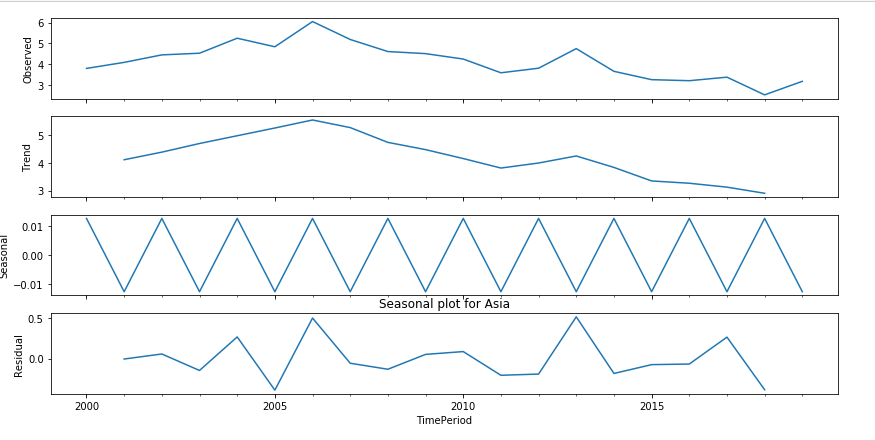 6
5
4
3
Observed
5
4
3
Trend
0.01
0.00
−0.01
Seasonal
Seasonal plot for Asia
0.5
0.0
Residual
2000 2005 2010 2015
TimePeriod